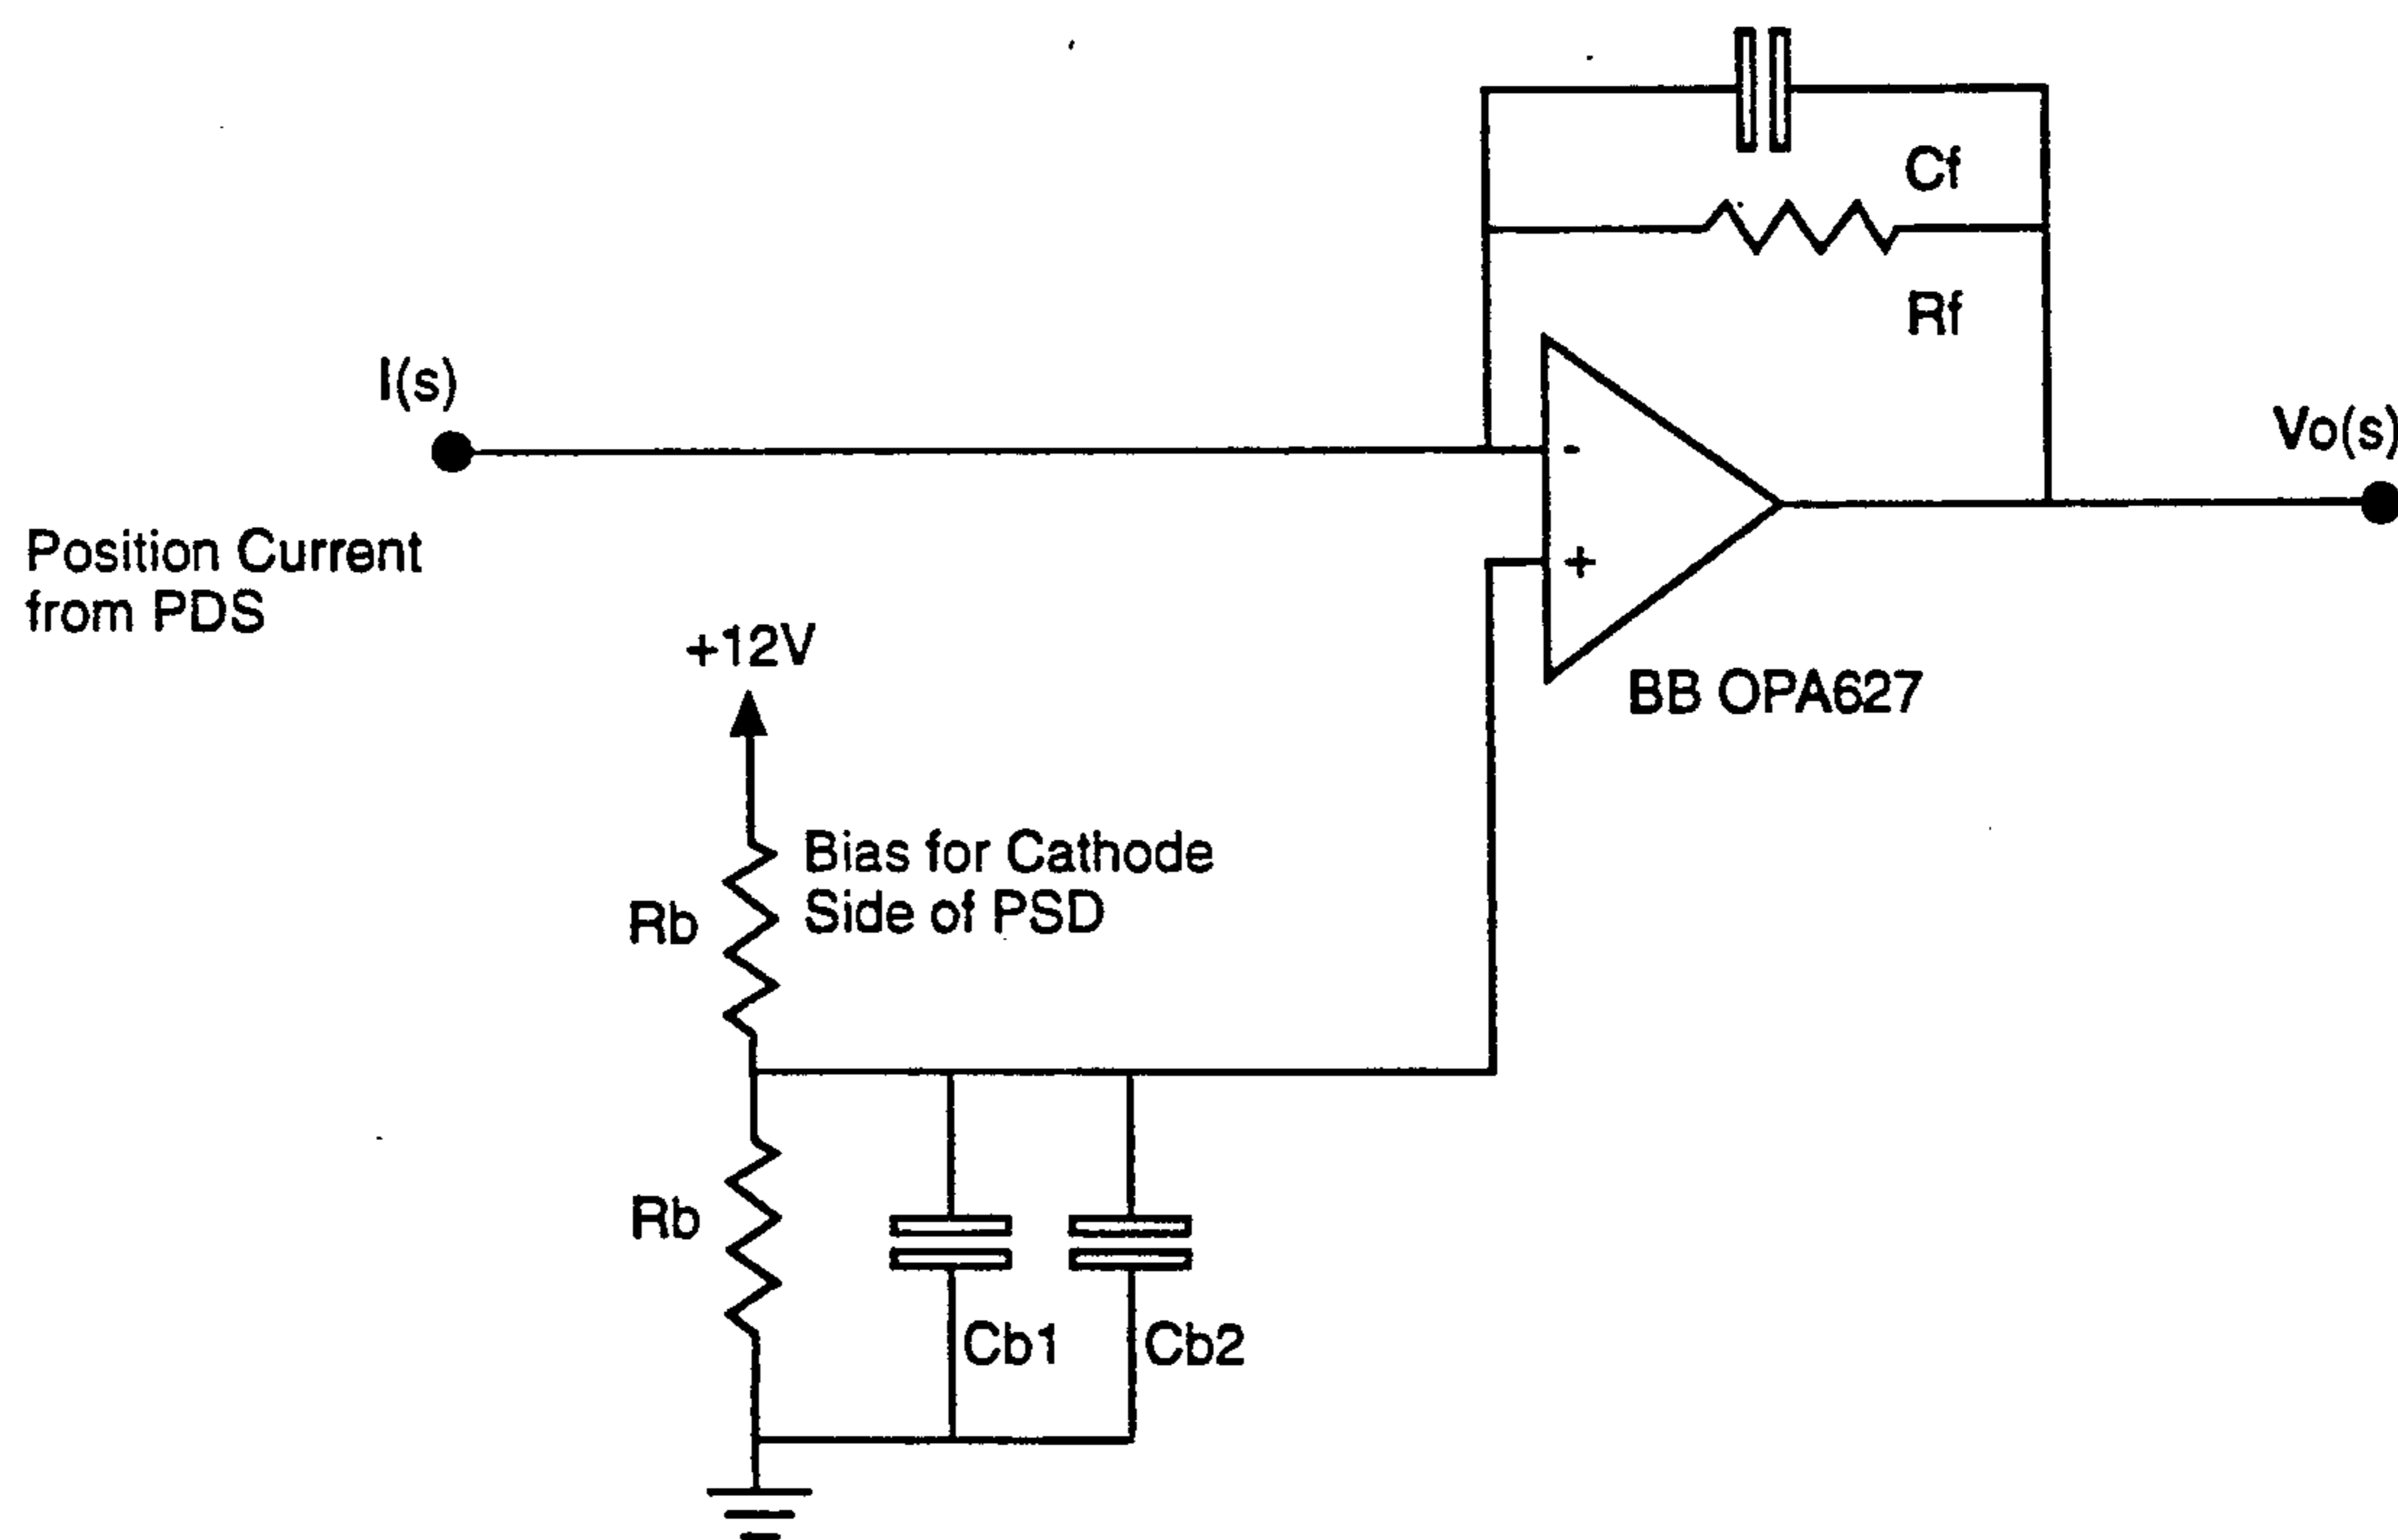 Cf
Rf
I(s)
Vo(s)
-
Position Current
from PDS
+
+12V
BB OPA627
Bias for Cathode
Side of PSD
Rb
Rb
Cb1
Cb2